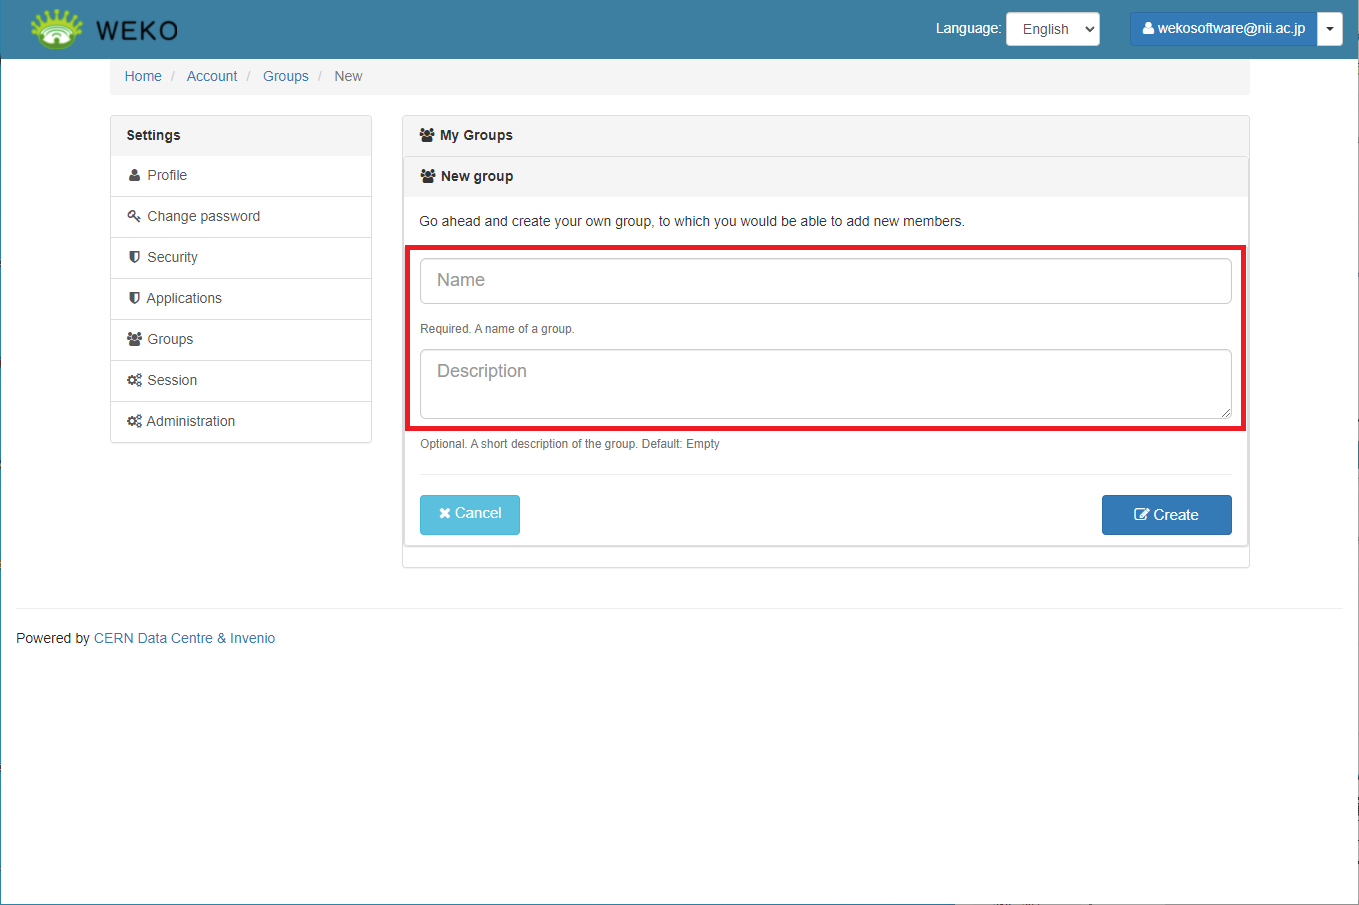 WEKO
Language: English
wekosoftware@nii.ac.jp
Home / Account / Groups / New
Settings
Profile
Change password
Security
Applications
Groups
Session
Administration
My Groups
New group
Go ahead and create your own group, to which you would be able to add new members.
Name
Required. A name of a group.
Description
Optional. A short description of the group. Default: Empty
Cancel
Create
Powered by CERN Data Centre & Invenio